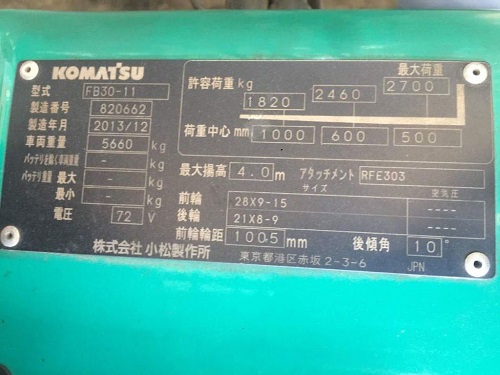 KOMATSU
型式 FB30-11
製造番号 820662
製造年月 2013/12
車両重量 5660 kg
バッテリを除く車両重量 - kg
バッテリ重量 最大 - kg
最小 - kg
電圧 72 V
株式会社 小松製作所
許容荷重 kg 最大荷重
1820 2460 2700
荷重中心 mm 1000 600 500
最大揚高 4.0 m アタッチメント RFE303
サイズ 空気圧
前輪 28X9-15 ----
後輪 21X8-9 ----
前輪輪距 1005 mm 後傾角 10°
東京都港区赤坂 2-3-6 JPN